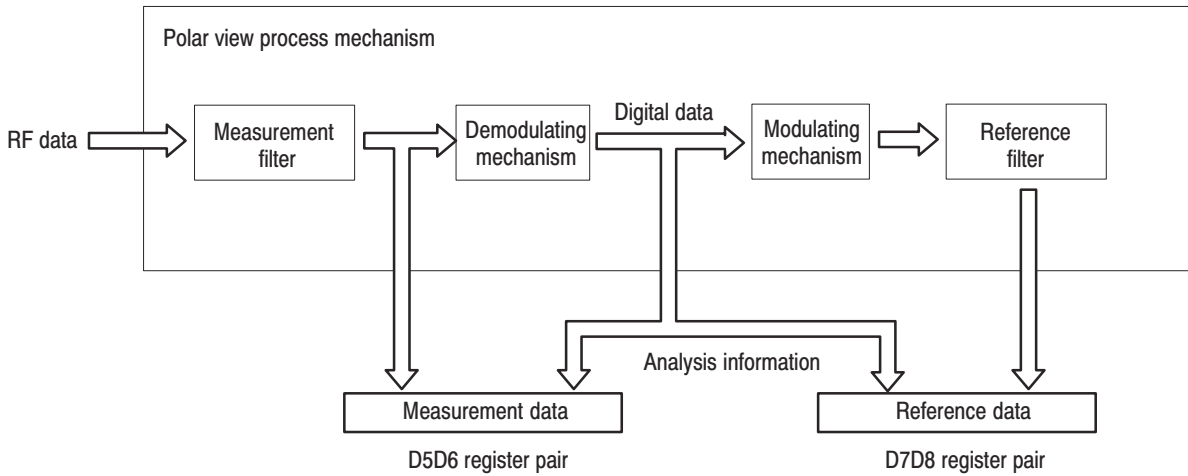 Polar view process mechanism
RF data
Measurement
filter
Demodulating
mechanism
Digital data
Modulating
mechanism
Reference
filter
Analysis information
Measurement data
Reference data
D5D6 register pair
D7D8 register pair